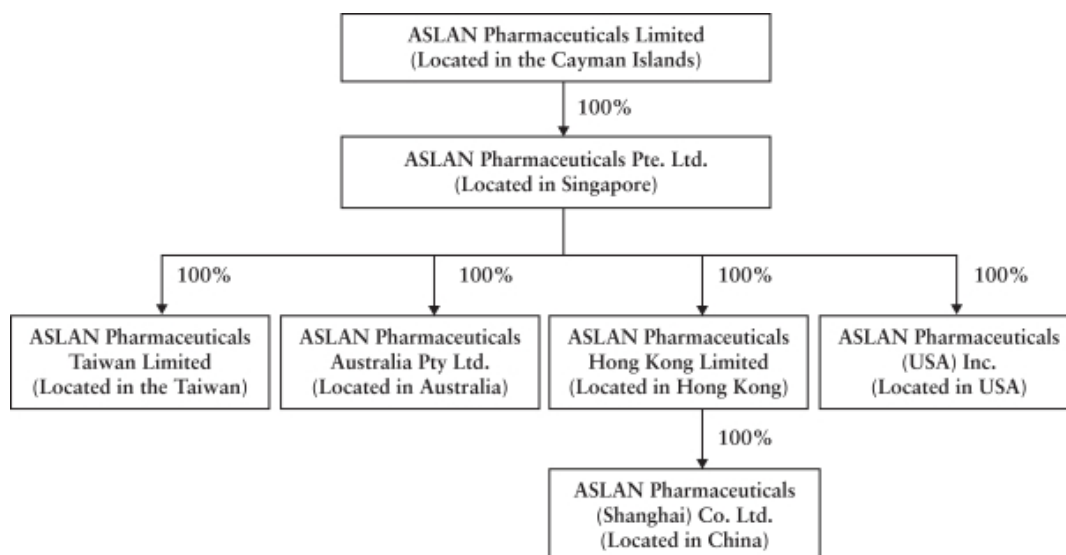 ASLAN Pharmaceuticals Limited
(Located in the Cayman Islands)
100%
ASLAN Pharmaceuticals Pte. Ltd.
(Located in Singapore)
100%
100%
100%
100%
ASLAN Pharmaceuticals
Taiwan Limited
(Located in the Taiwan)
ASLAN Pharmaceuticals
Australia Pty Ltd.
(Located in Australia)
ASLAN Pharmaceuticals
Hong Kong Limited
(Located in Hong Kong)
ASLAN Pharmaceuticals
(USA) Inc.
(Located in USA)
100%
ASLAN Pharmaceuticals
(Shanghai) Co. Ltd.
(Located in China)